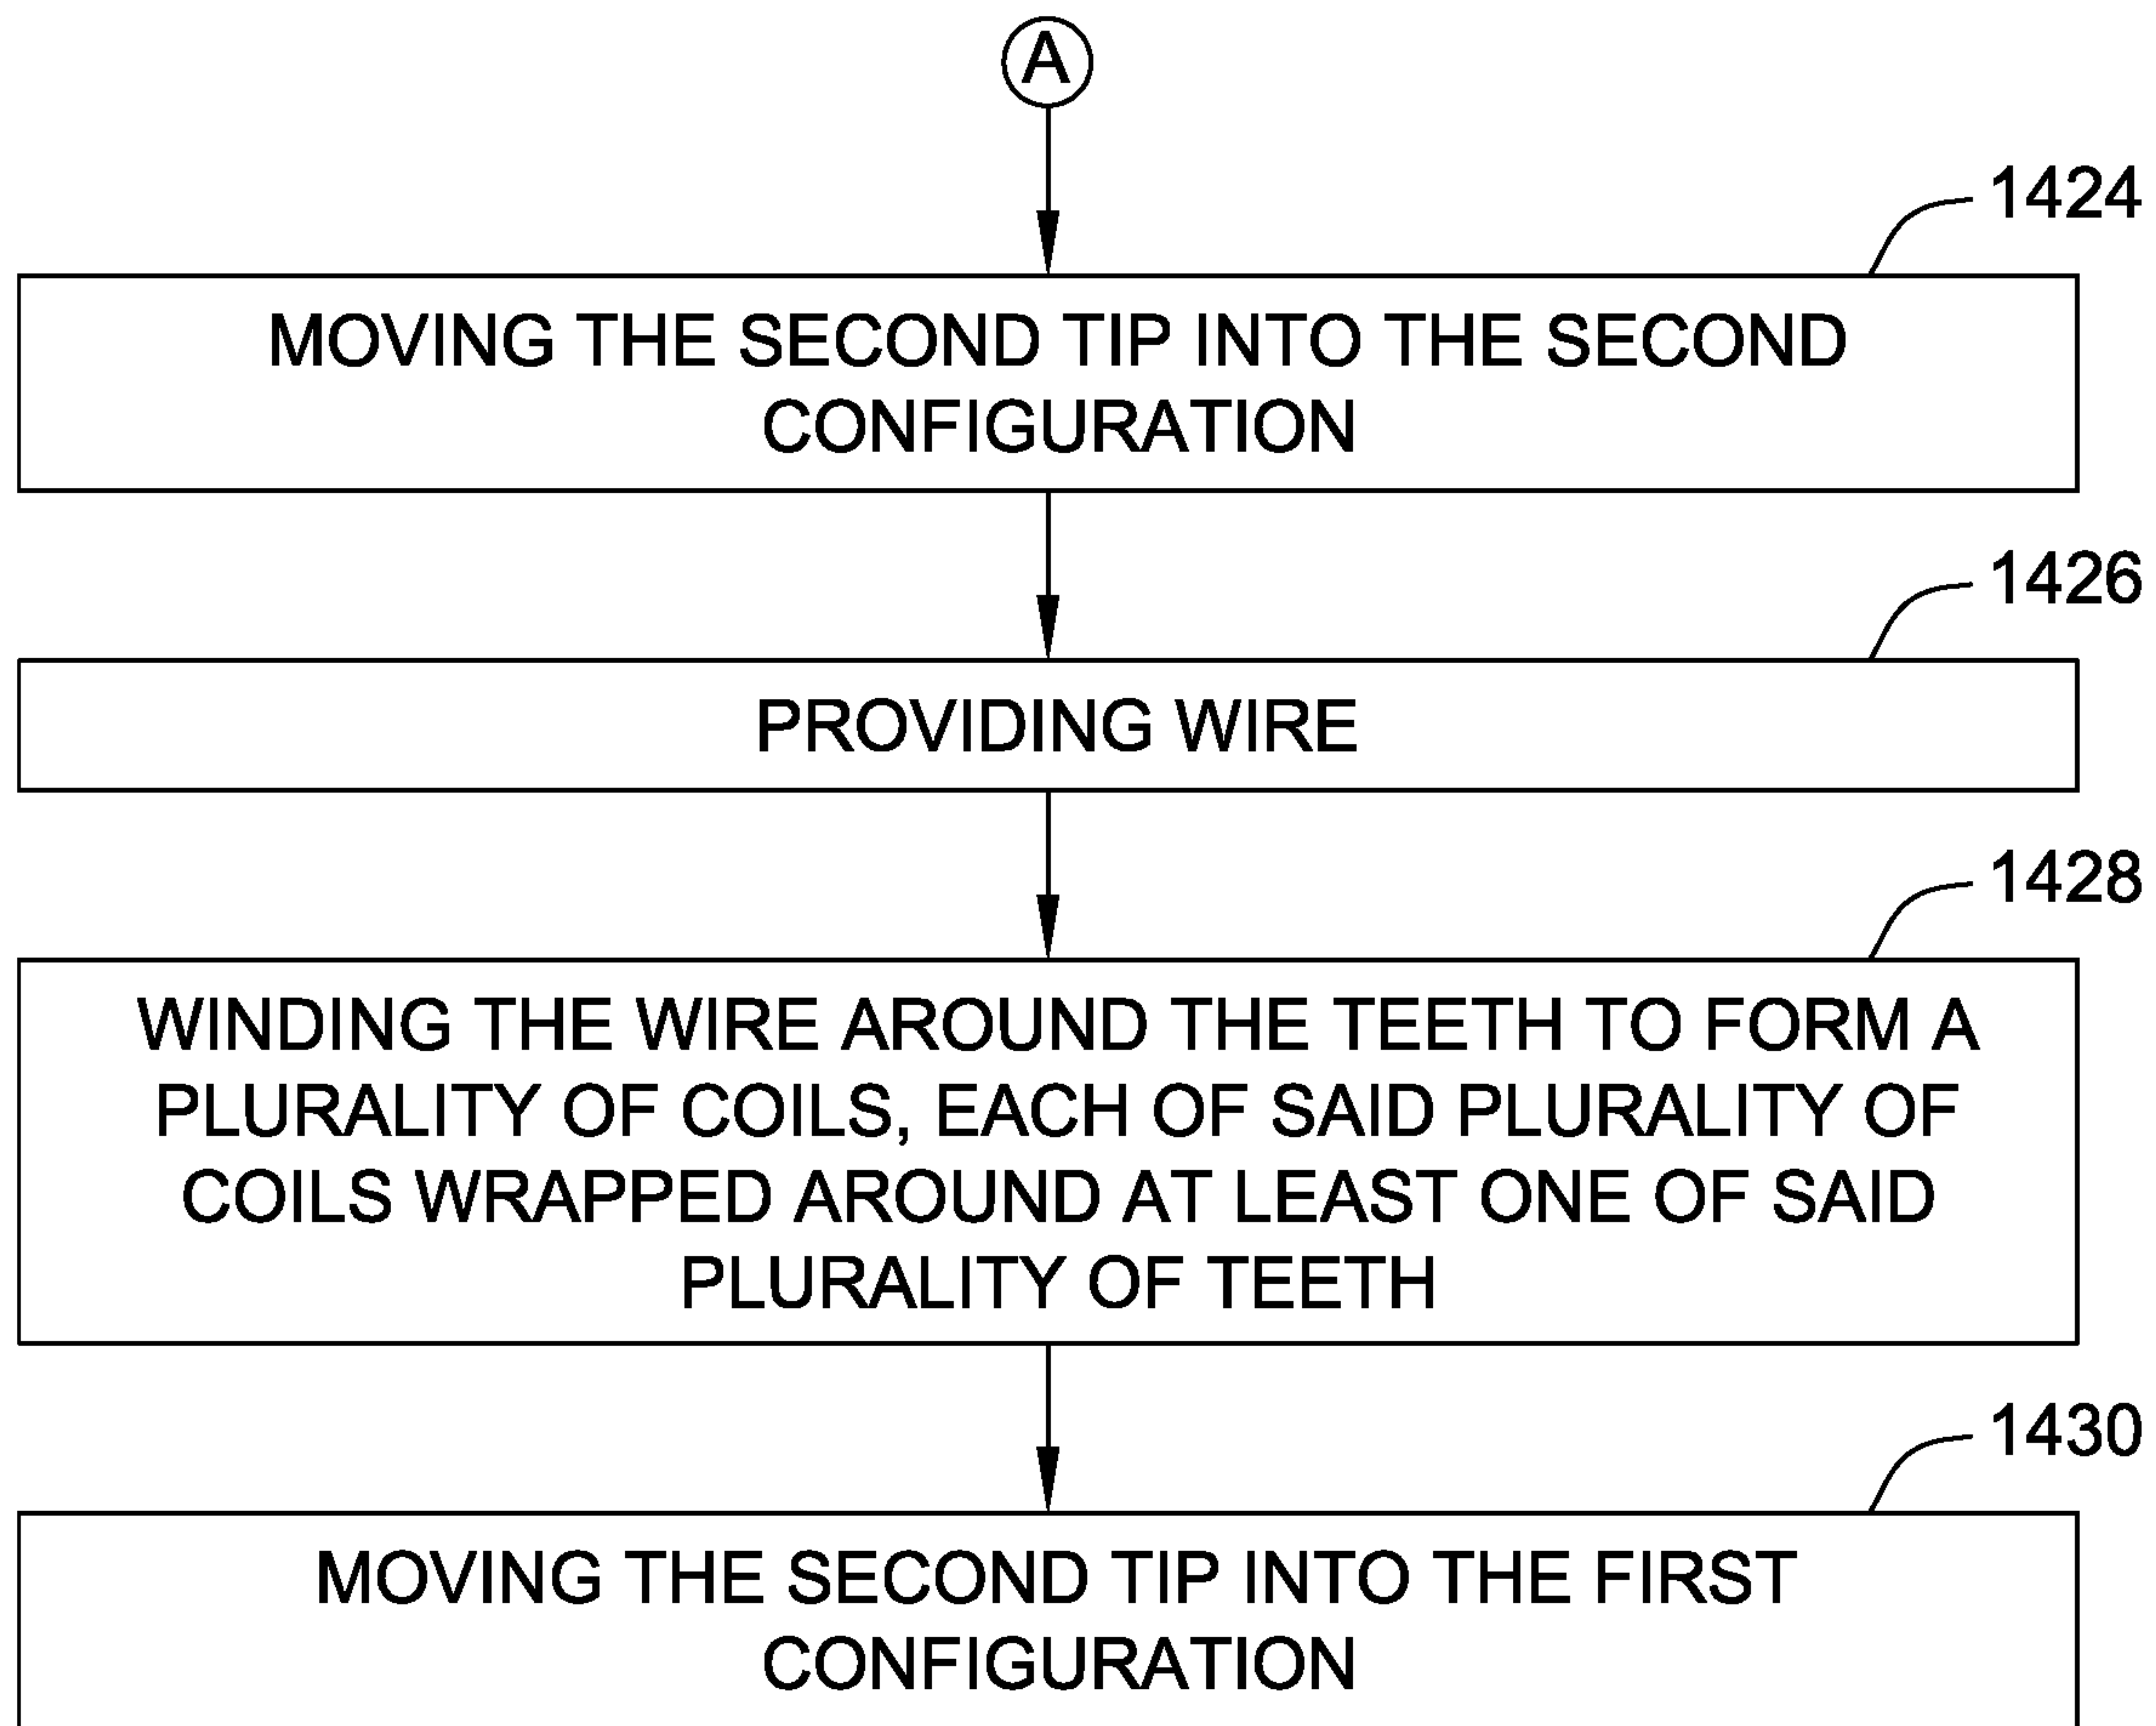 A
1424
MOVING THE SECOND TIP INTO THE SECOND
CONFIGURATION
1426
PROVIDING WIRE
1428
WINDING THE WIRE AROUND THE TEETH TO FORM A
PLURALITY OF COILS, EACH OF SAID PLURALITY OF
COILS WRAPPED AROUND AT LEAST ONE OF SAID
PLURALITY OF TEETH
1430
MOVING THE SECOND TIP INTO THE FIRST
CONFIGURATION